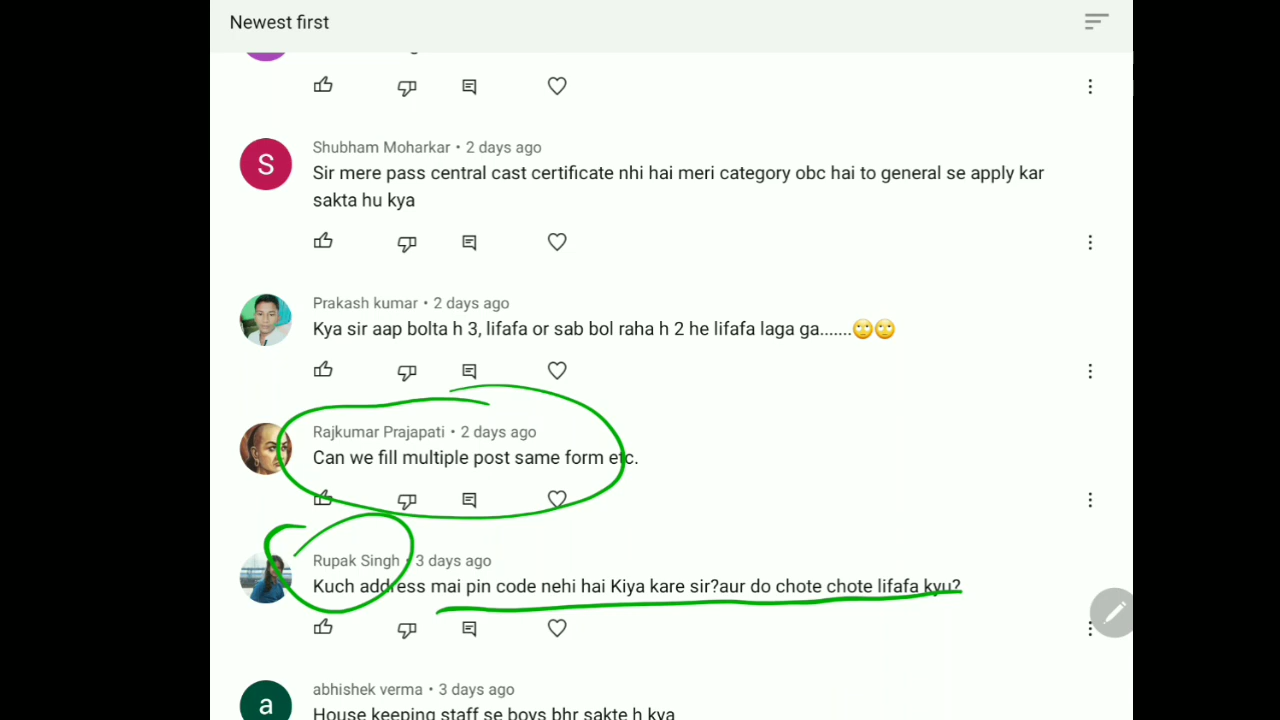 Newest first
Shubham Moharkar • 2 days ago
S
Sir mere pass central cast certificate nhi hai meri category obc hai to general se apply kar
sakta hu kya
Prakash kumar • 2 days ago
Kya sir aap bolta h 3, lifafa or sab bol raha h 2 he lifafa laga ga.......🙄🙄
Rajkumar Prajapati • 2 days ago
Can we fill multiple post same form etc.
Rupak Singh • 3 days ago
Kuch address mai pin code nehi hai Kiya kare sir?aur do chote chote lifafa kyu?
abhishek verma • 3 days ago
a
House keeping staff se boys bhr sakte h kya